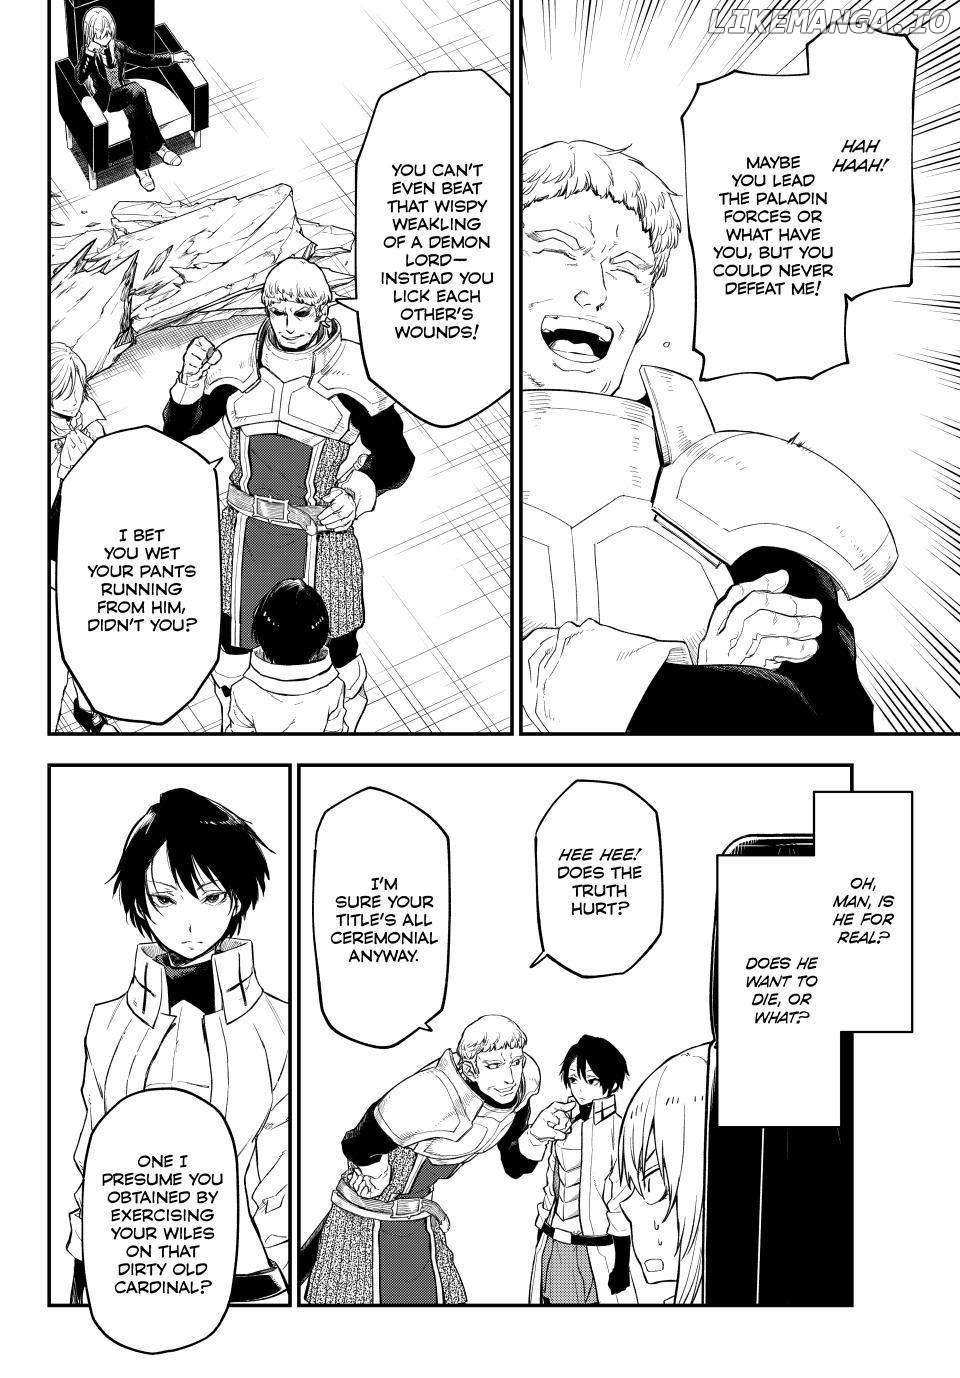 LIKEMANGA.IO
HAH
HAAH!
MAYBE
YOU LEAD
THE PALADIN
FORCES OR
WHAT HAVE
YOU, BUT YOU
COULD NEVER
DEFEAT ME!
YOU CAN'T
EVEN BEAT
THAT WISPY
WEAKLING
OF A DEMON
LORD—
INSTEAD YOU
LICK EACH
OTHER'S
WOUNDS!
I BET
YOU WET
YOUR PANTS
RUNNING
FROM HIM,
DIDN'T YOU?
OH,
MAN, IS
HE FOR
REAL?
DOES HE
WANT TO
DIE, OR
WHAT?
HEE HEE!
DOES THE
TRUTH
HURT?
I'M
SURE YOUR
TITLE'S ALL
CEREMONIAL
ANYWAY.
ONE I
PRESUME YOU
OBTAINED BY
EXERCISING
YOUR WILES
ON THAT
DIRTY OLD
CARDINAL?